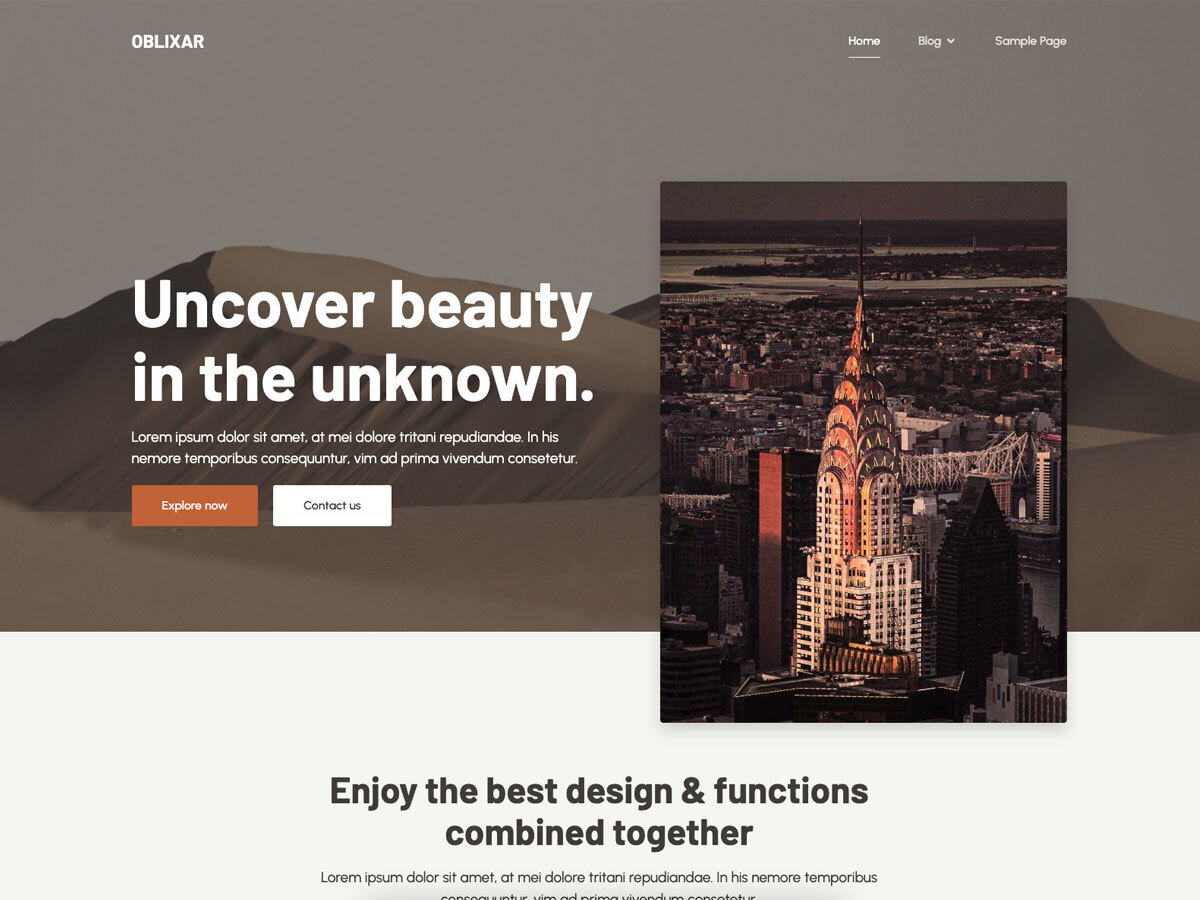 OBLIXAR
Home
Blog
Sample Page
Uncover beauty
in the unknown.
Lorem ipsum dolor sit amet, at mei dolore tritani repudiandae. In his
nemore temporibus consequuntur, vim ad prima vivendum consetetur.
Explore now
Contact us
Enjoy the best design & functions
combined together
Lorem ipsum dolor sit amet, at mei dolore tritani repudiandae. In his nemore temporibus
consequuntur, vim ad prima vivendum consetetur.